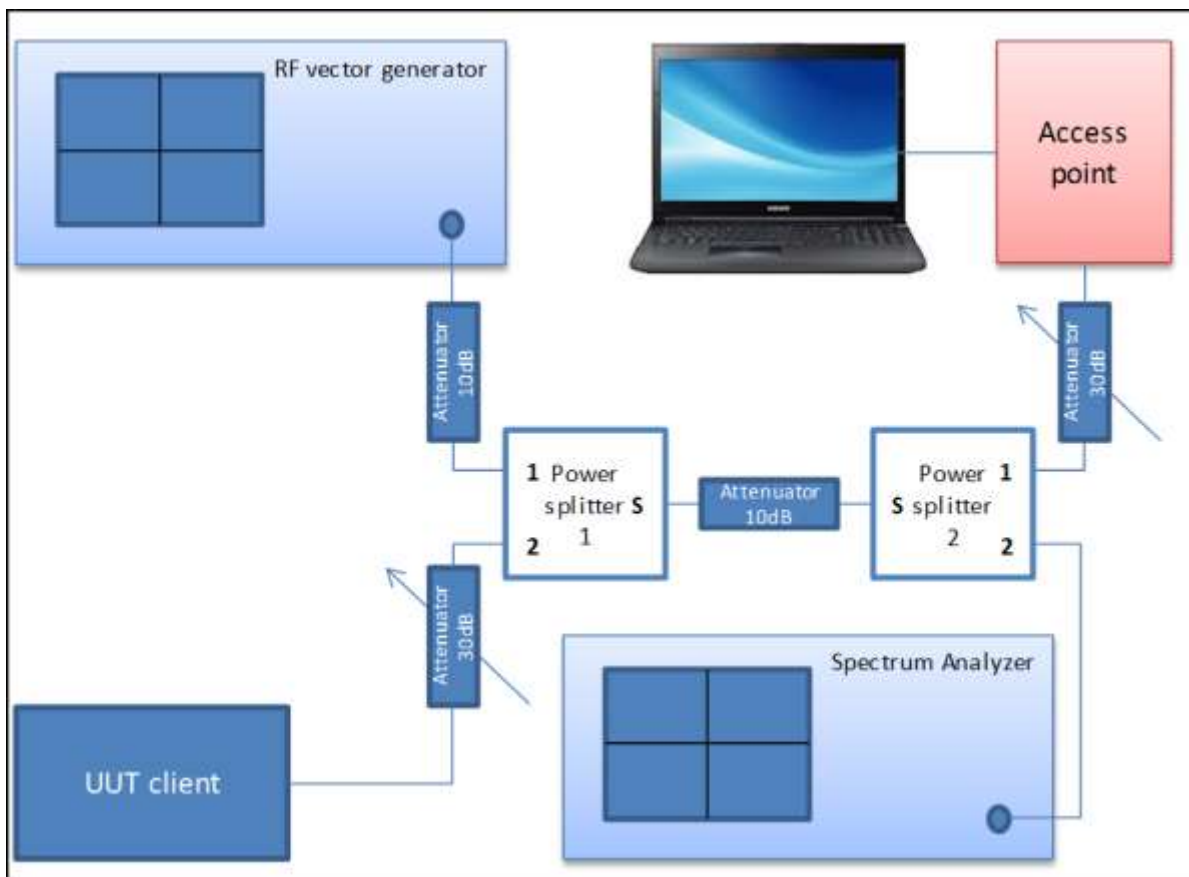 RF vector generator
Access
point
Attenuator
10dB
Attenuator
30dB
1 Power
splitter S
1
2
Attenuator
10dB
Power 1
S splitter
2 2
Attenuator
30dB
Spectrum Analyzer
UUT client